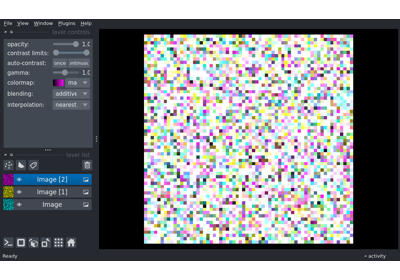 File View Window Plugins Help
layer controls
opacity: 1.0
contrast limits:
auto-contrast: once
gamma: 1.0
colormap: ma
blending: additive
interpolation: nearest
layer list
Image [2]
Image [1]
Image
Ready activity